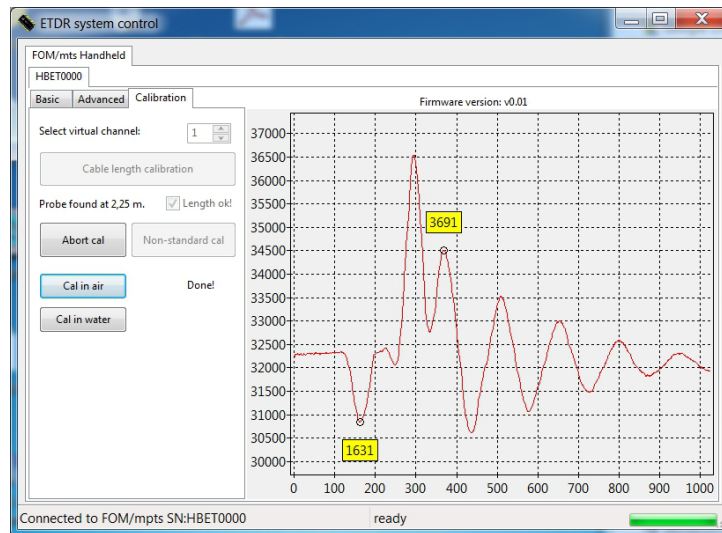 ETDR system control
FOM/mts Handheld
HBET0000
Basic Advanced Calibration
Firmware version: v0.01
Select virtual channel: 1
Cable length calibration
Probe found at 2,25 m. Length ok!
Abort cal Non-standard cal
Cal in air Done!
Cal in water
37000
36500
36000
35500
35000
34500
34000
33500
33000
32500
32000
31500
31000
30500
30000
3691
1631
0 100 200 300 400 500 600 700 800 900 1000
Connected to FOM/mpts SN:HBET0000 ready